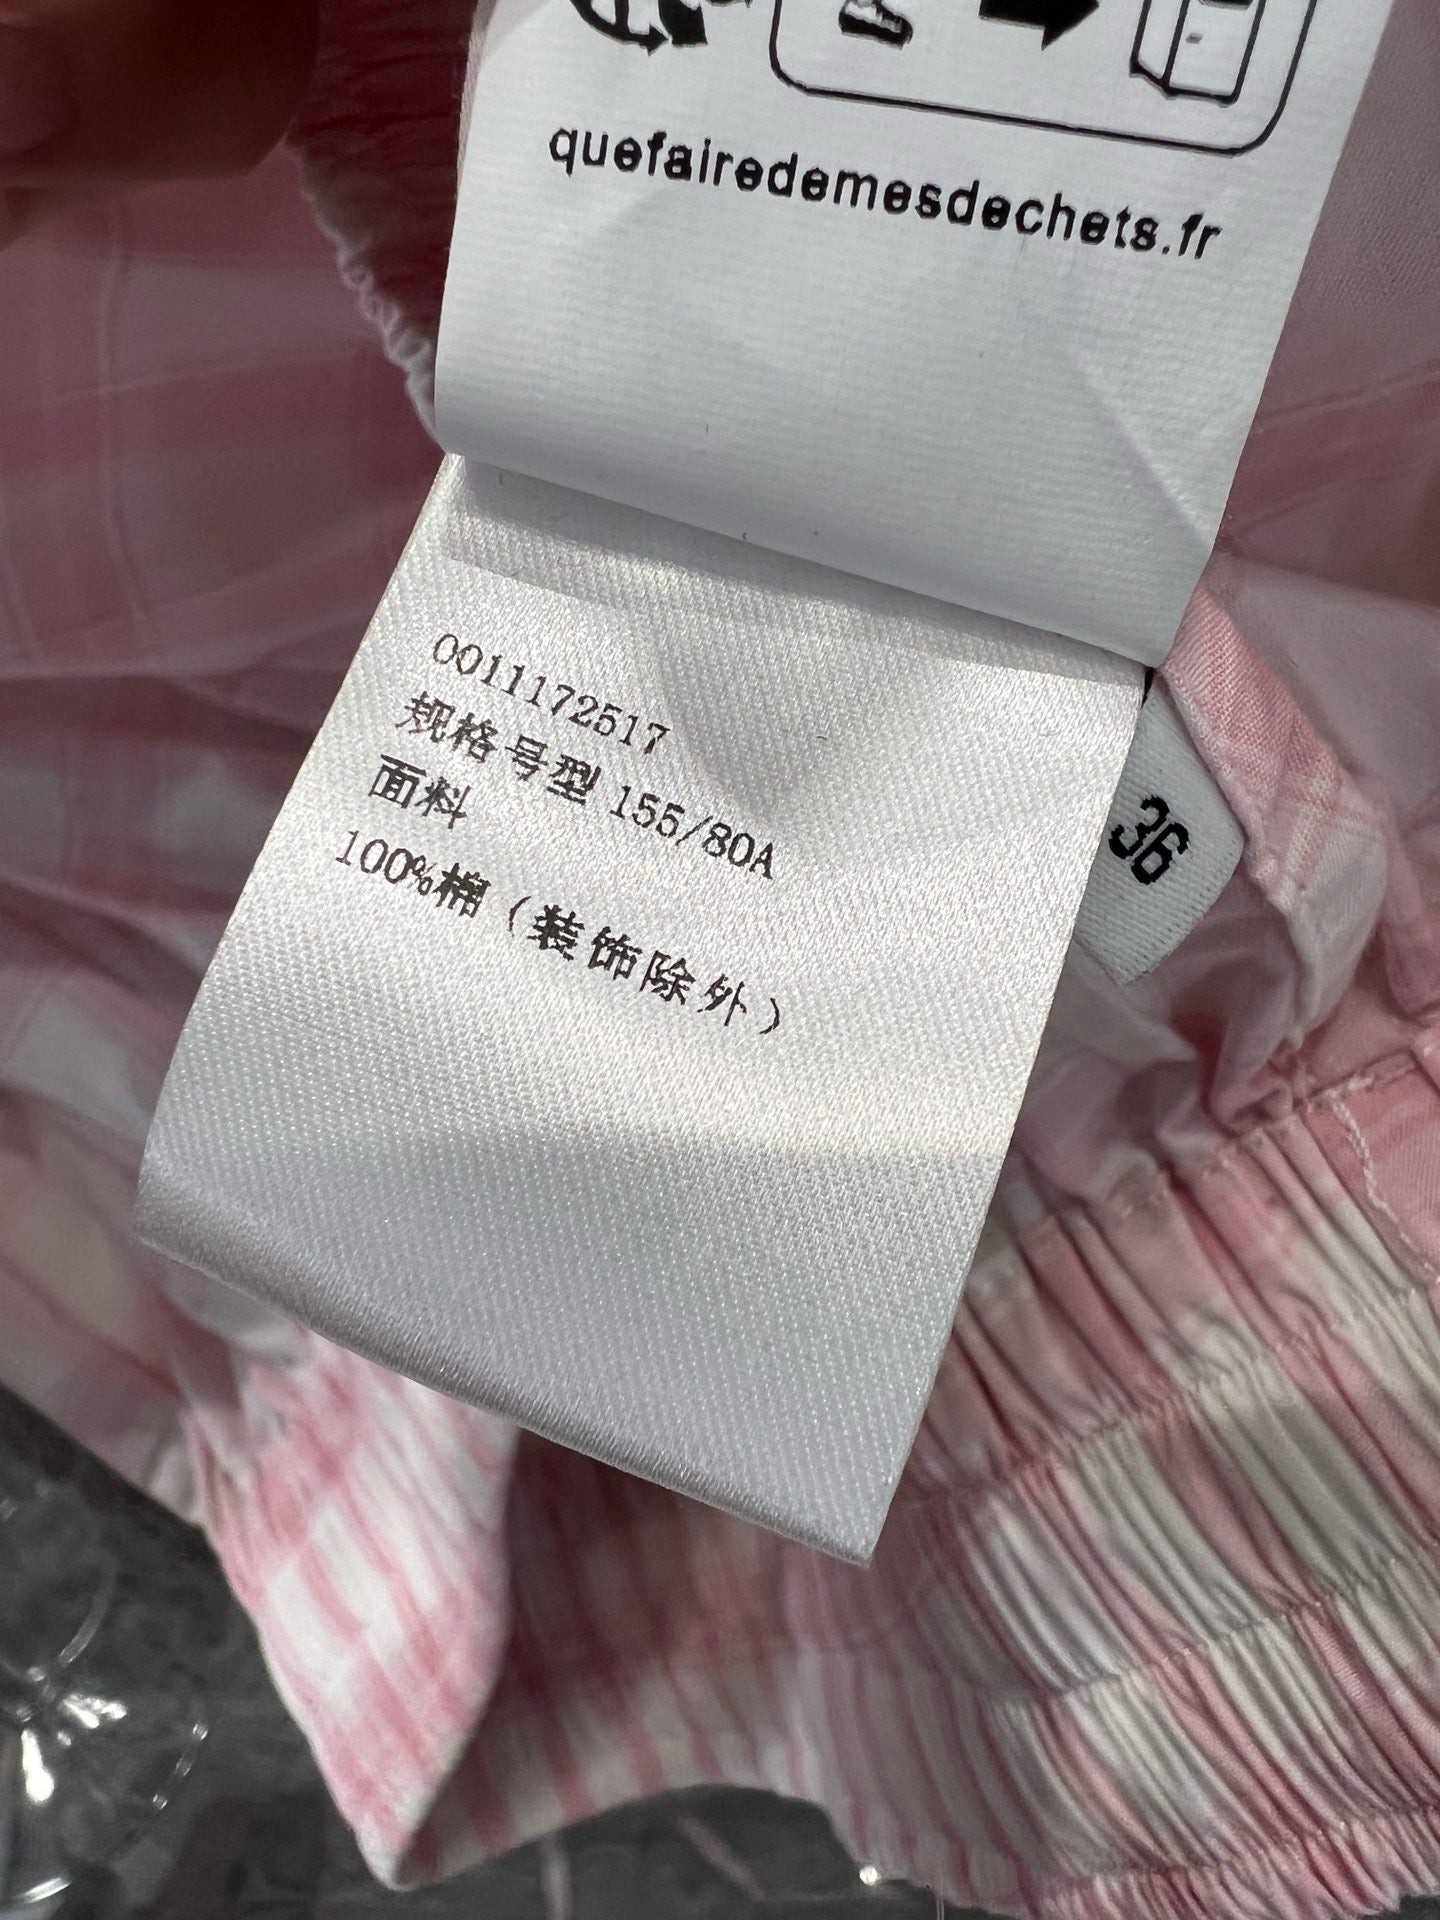 quefairedemesdechets.fr
0011172517
规格号型 155/80A
面料
100%棉（装饰除外）
36